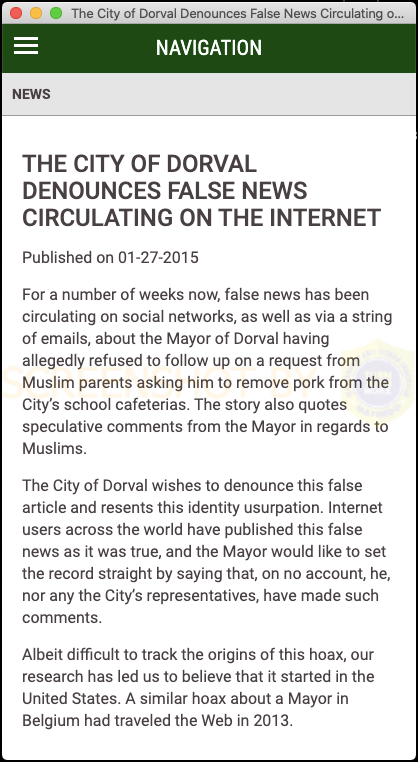 The City of Dorval Denounces False News Circulating o...
NAVIGATION
NEWS
THE CITY OF DORVAL
DENOUNCES FALSE NEWS
CIRCULATING ON THE INTERNET
Published on 01-27-2015
For a number of weeks now, false news has been
circulating on social networks, as well as via a string
of emails, about the Mayor of Dorval having
allegedly refused to follow up on a request from
Muslim parents asking him to remove pork from the
City’s school cafeterias. The story also quotes
speculative comments from the Mayor in regards to
Muslims.
The City of Dorval wishes to denounce this false
article and resents this identity usurpation. Internet
users across the world have published this false
news as it was true, and the Mayor would like to set
the record straight by saying that, on no account, he,
nor any the City’s representatives, have made such
comments.
Albeit difficult to track the origins of this hoax, our
research has led us to believe that it started in the
United States. A similar hoax about a Mayor in
Belgium had traveled the Web in 2013.
SCREENSHOT BY